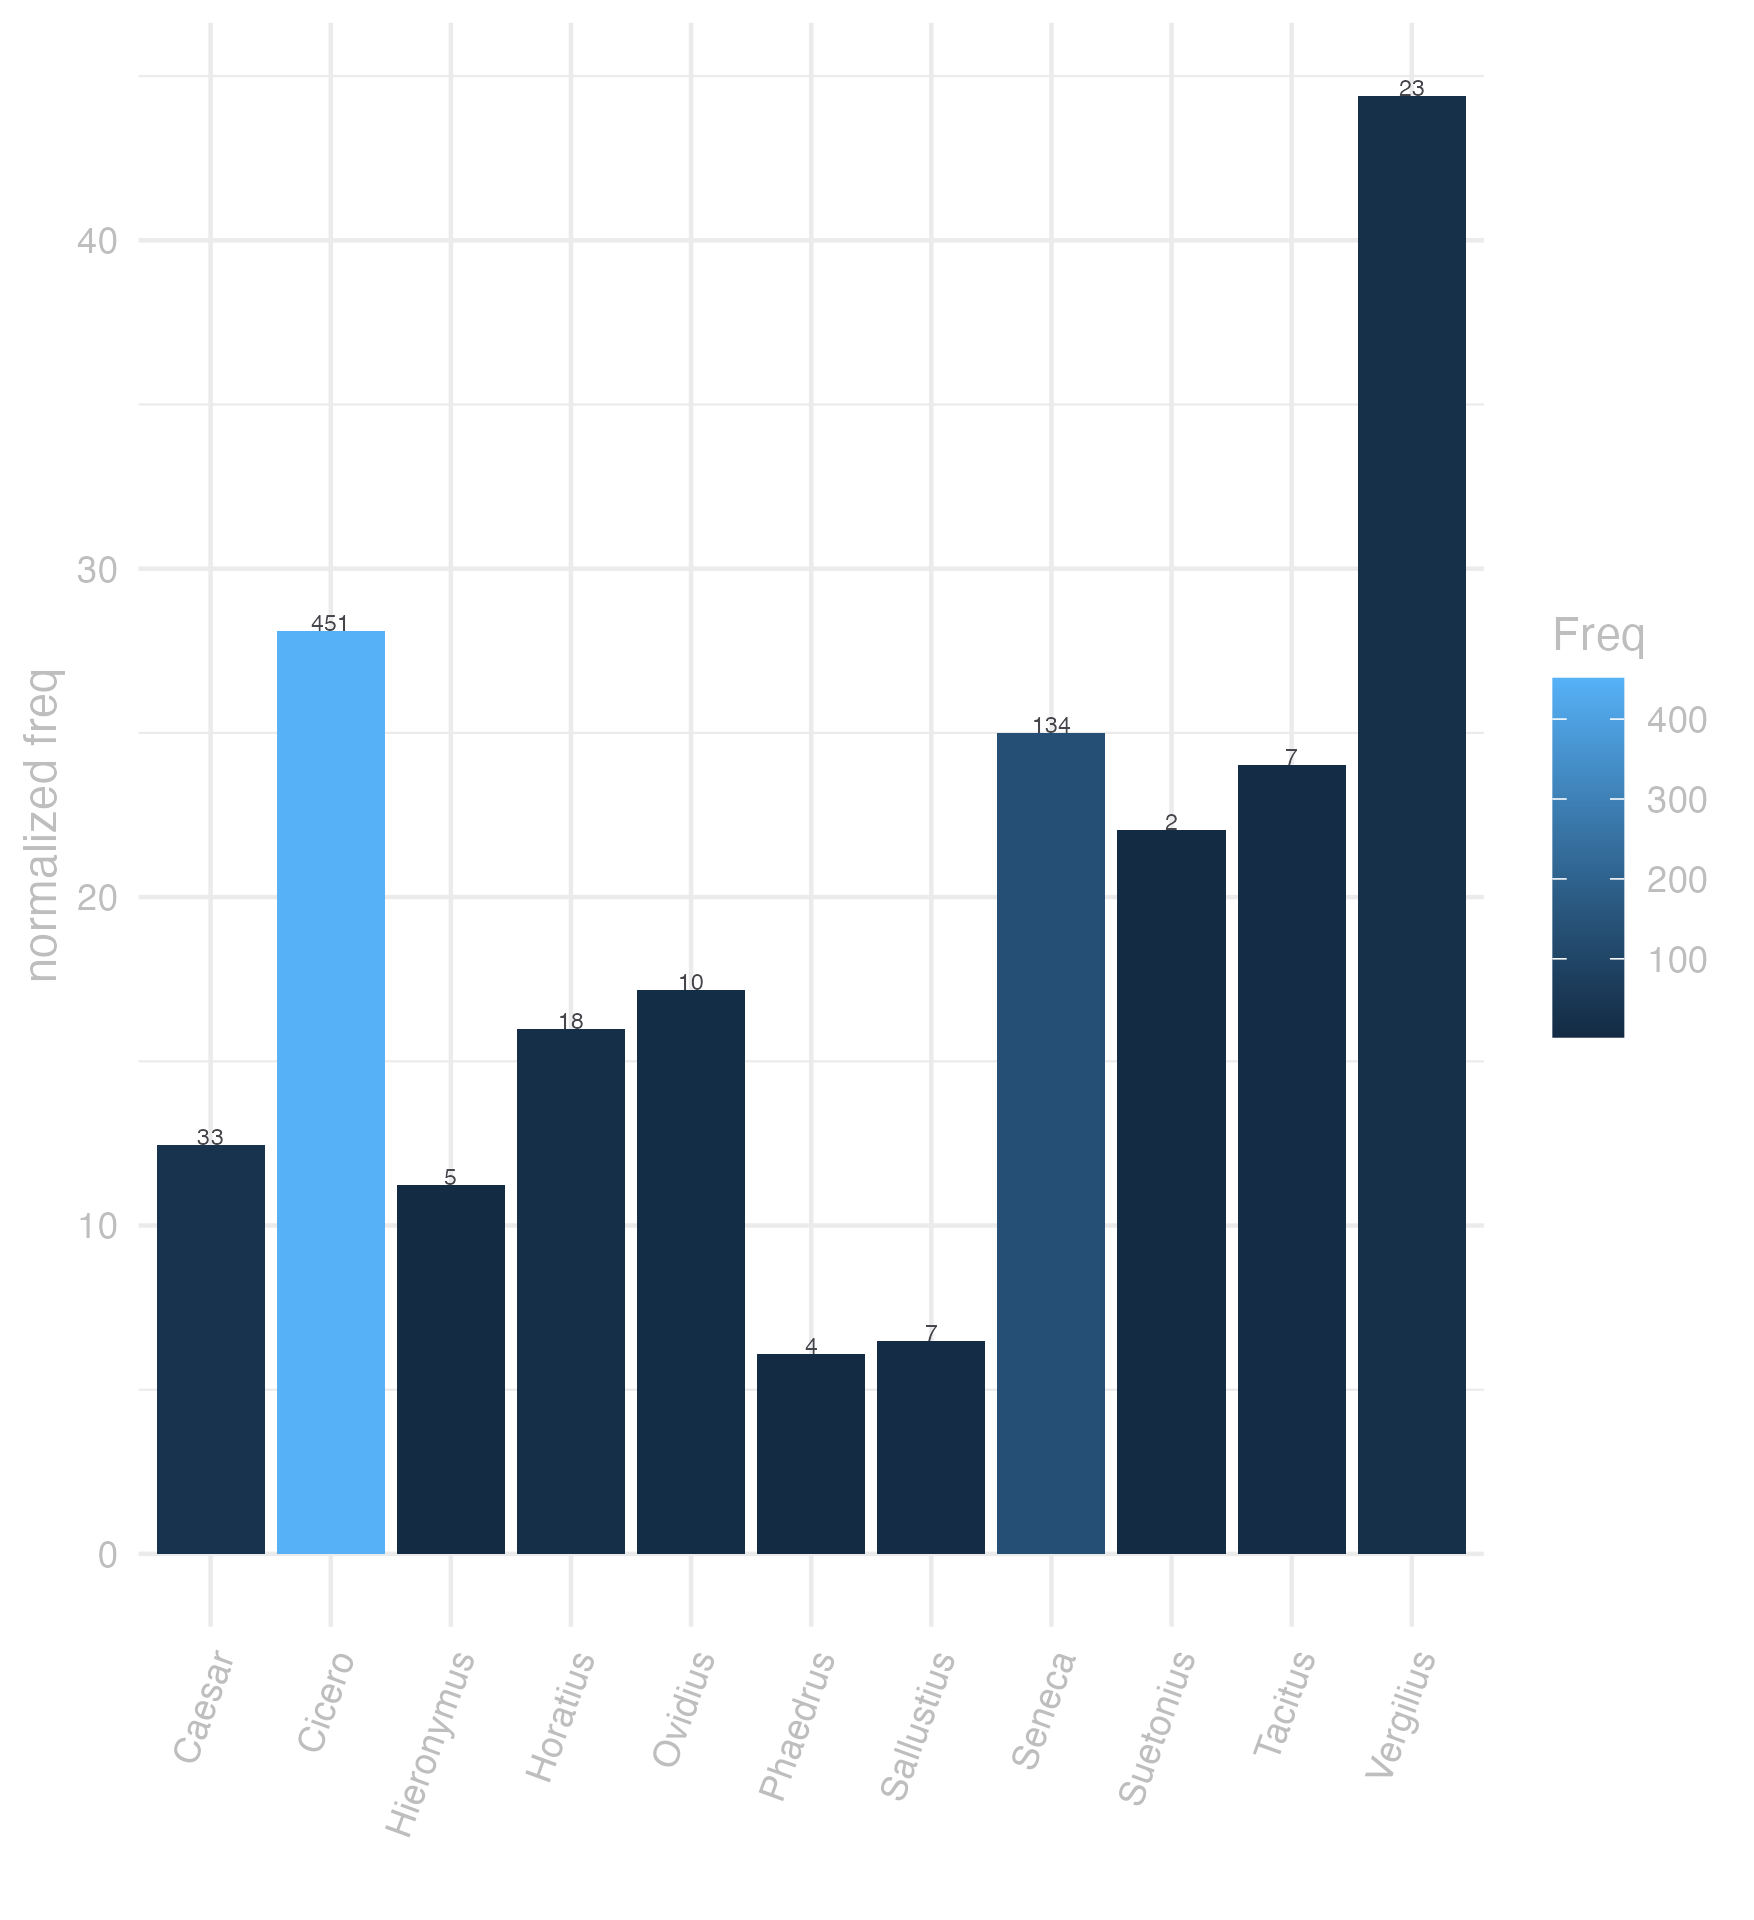 23
40
30
451
134
7
2
20
10
18
33
5
10
7
4
0
normalized freq
Freq
400
300
200
100
Caesar
Cicero
Hieronymus
Horatius
Ovidius
Phaedrus
Sallustius
Seneca
Suetonius
Tacitus
Vergilius